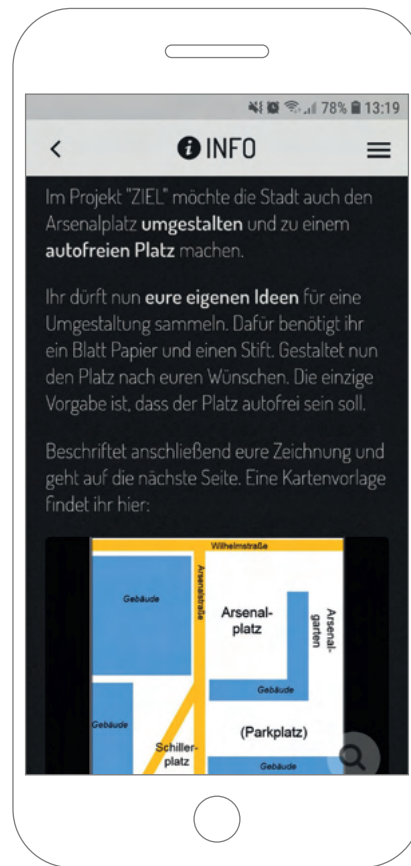 78% 13:19
INFO
Im Projekt "ZIEL" möchte die Stadt auch den
Arsenalplatz umgestalten und zu einem
autofreien Platz machen.
Ihr dürft nun eure eigenen Ideen für eine
Umgestaltung sammeln. Dafür benötigt ihr
ein Blatt Papier und einen Stift. Gestaltet nun
den Platz nach euren Wünschen. Die einzige
Vorgabe ist, dass der Platz autofrei sein soll.
Beschriftet anschließend eure Zeichnung und
geht auf die nächste Seite. Eine Kartenvorlage
findet ihr hier:
Wilhelmstraße
Arsenalstraße
Gebäude
Arsenal-
platz
Arsenal-
garten
Gebäude
Gebäude
(Parkplatz)
Schiller-
platz
Gebäude